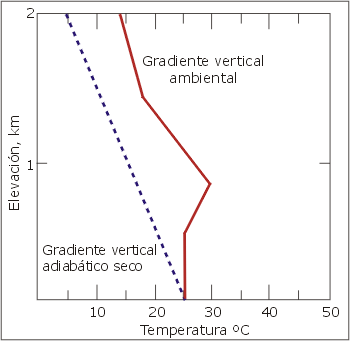 2
Gradiente vertical
ambiental
Elevación, km
1
Gradiente vertical
adiabático seco
10 20 30 40 50
Temperatura ºC